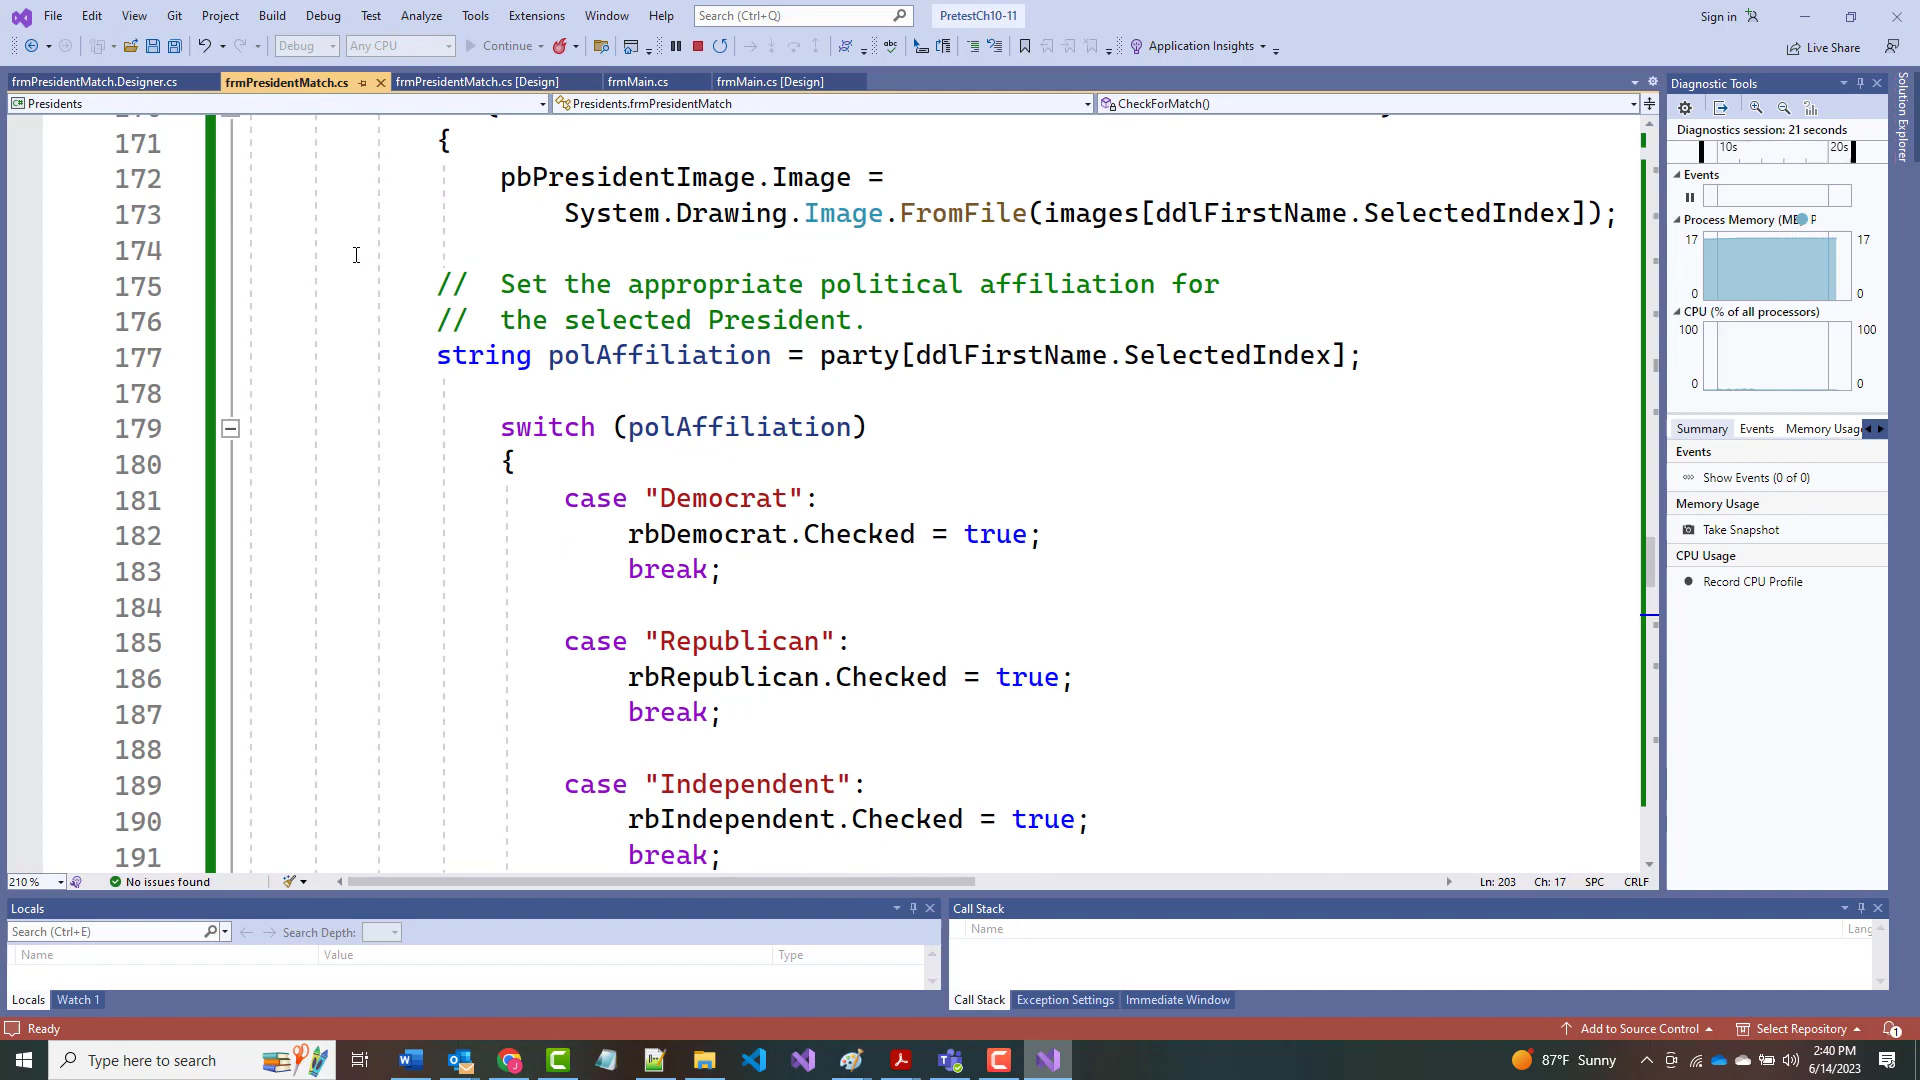 File Edit View Git Project Build Debug Test Analyze Tools Extensions Window Help Search (Ctrl+Q) PretestCh10-11 Sign in
Debug Any CPU Continue Application Insights Live Share
frmPresidentMatch.Designer.cs frmPresidentMatch.cs frmPresidentMatch.cs [Design] frmMain.cs frmMain.cs [Design]
Presidents Presidents.frmPresidentMatch CheckForMatch()
171 {
172 pbPresidentImage.Image =
173 System.Drawing.Image.FromFile(images[ddlFirstName.SelectedIndex]);
174
175 // Set the appropriate political affiliation for
176 // the selected President.
177 string polAffiliation = party[ddlFirstName.SelectedIndex];
178
179 switch (polAffiliation)
180 {
181 case "Democrat":
182 rbDemocrat.Checked = true;
183 break;
184
185 case "Republican":
186 rbRepublican.Checked = true;
187 break;
188
189 case "Independent":
190 rbIndependent.Checked = true;
191 break;
210 % No issues found Ln: 203 Ch: 17 SPC CRLF
Diagnostic Tools
Diagnostics session: 21 seconds
10s 20s
Events
Process Memory (MB P
17 17
0 0
CPU (% of all processors)
100 100
0 0
Summary Events Memory Usag
Events
Show Events (0 of 0)
Memory Usage
Take Snapshot
CPU Usage
Record CPU Profile
Solution Explorer
Locals
Search (Ctrl+E) Search Depth:
Name Value Type
Locals Watch 1
Call Stack
Name Lang
Call Stack Exception Settings Immediate Window
Ready Add to Source Control Select Repository 1
Type here to search 87°F Sunny 2:40 PM
6/14/2023